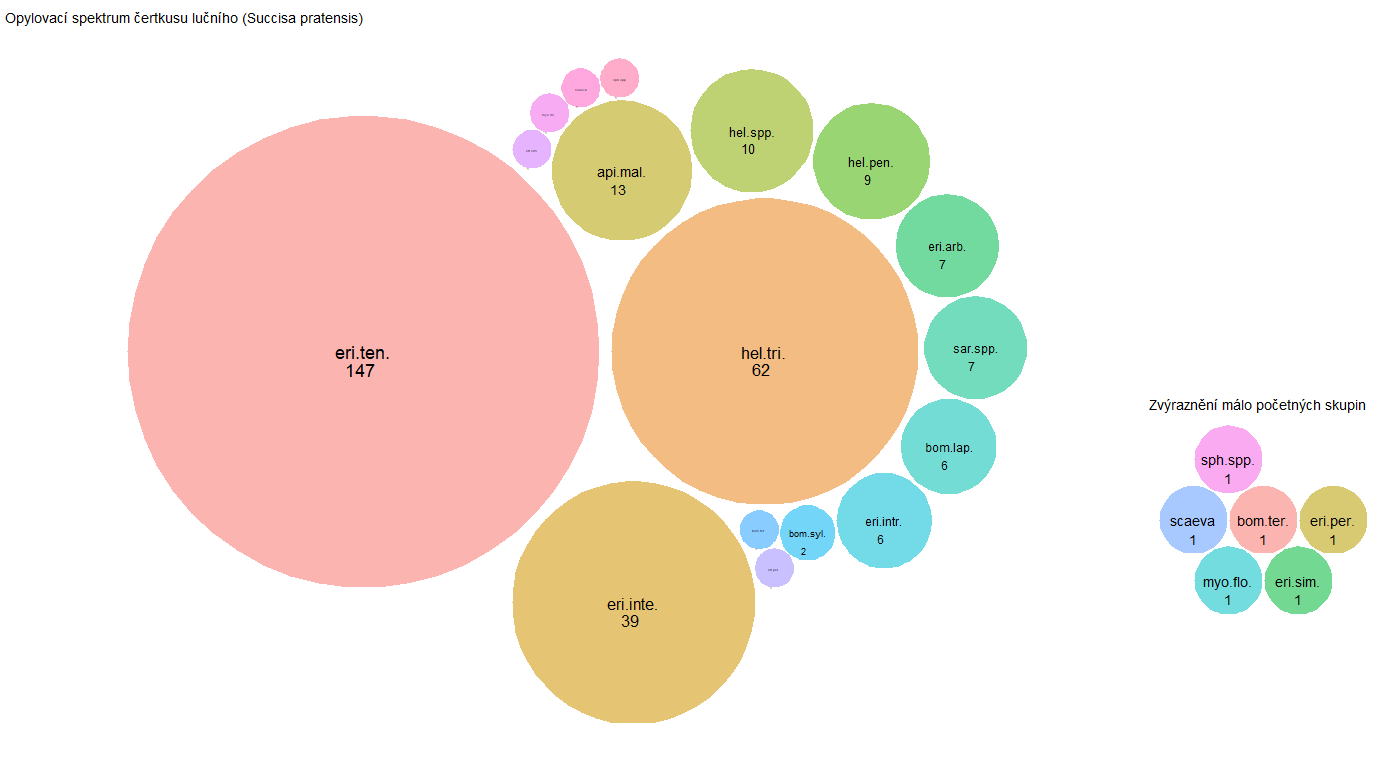 Opylovací spektrum čertkusu lučního (Succisa pratensis)
hel.spp.
10
api.mal.
13
hel.pen.
9
eri.arb.
7
eri.ten.
147
hel.tri.
62
sar.spp.
7
Zvýraznění málo početných skupin
bom.lap.
6
sph.spp.
1
eri.intr.
6
bom.syl.
2
scaeva
1
bom.ter.
1
eri.per.
1
myo.flo.
1
eri.sim.
1
eri.inte.
39